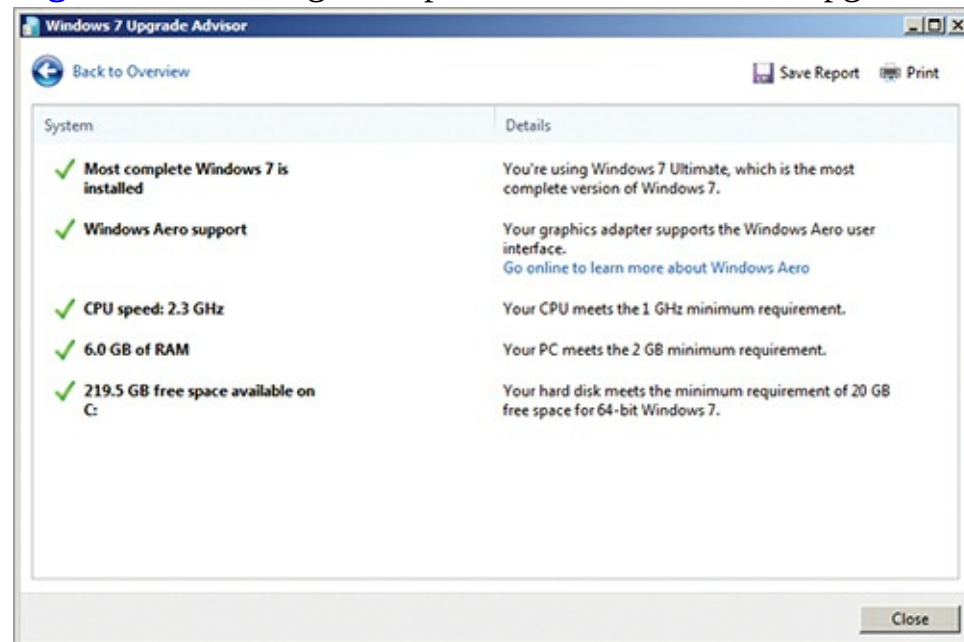 Windows 7 Upgrade Advisor
Back to Overview
Save Report Print
System Details
Most complete Windows 7 is
installed
You're using Windows 7 Ultimate, which is the most
complete version of Windows 7.
Windows Aero support
Your graphics adapter supports the Windows Aero user
interface.
Go online to learn more about Windows Aero
CPU speed: 2.3 GHz
Your CPU meets the 1 GHz minimum requirement.
6.0 GB of RAM
Your PC meets the 2 GB minimum requirement.
219.5 GB free space available on
C:
Your hard disk meets the minimum requirement of 20 GB
free space for 64-bit Windows 7.
Close